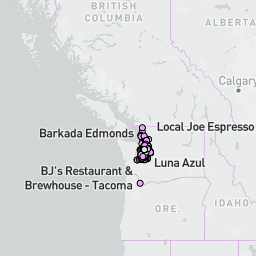 BRITISH
COLUMBIA
ALBERTA
Calgary
Local Joe Espresso
Barkada Edmonds
Luna Azul
BJ's Restaurant &
Brewhouse - Tacoma
ORE.
IDAHO